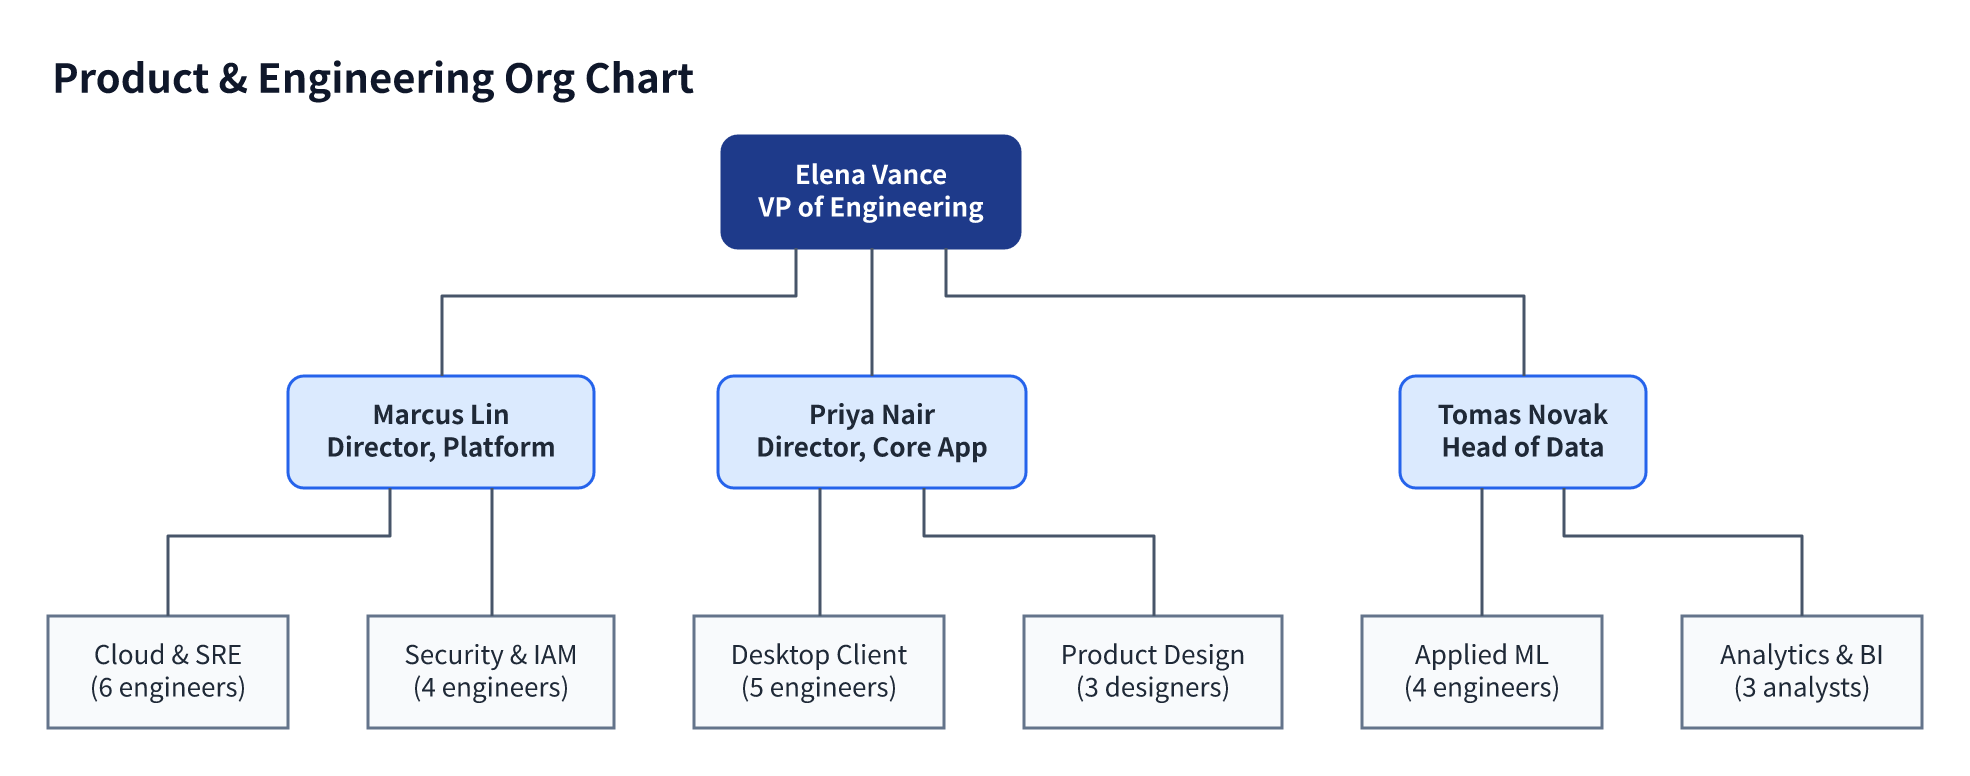 Product & Engineering Org Chart
Elena Vance
VP of Engineering
Marcus Lin
Director, Platform
Priya Nair
Director, Core App
Tomas Novak
Head of Data
Cloud & SRE
(6 engineers)
Security & IAM
(4 engineers)
Desktop Client
(5 engineers)
Product Design
(3 designers)
Applied ML
(4 engineers)
Analytics & BI
(3 analysts)